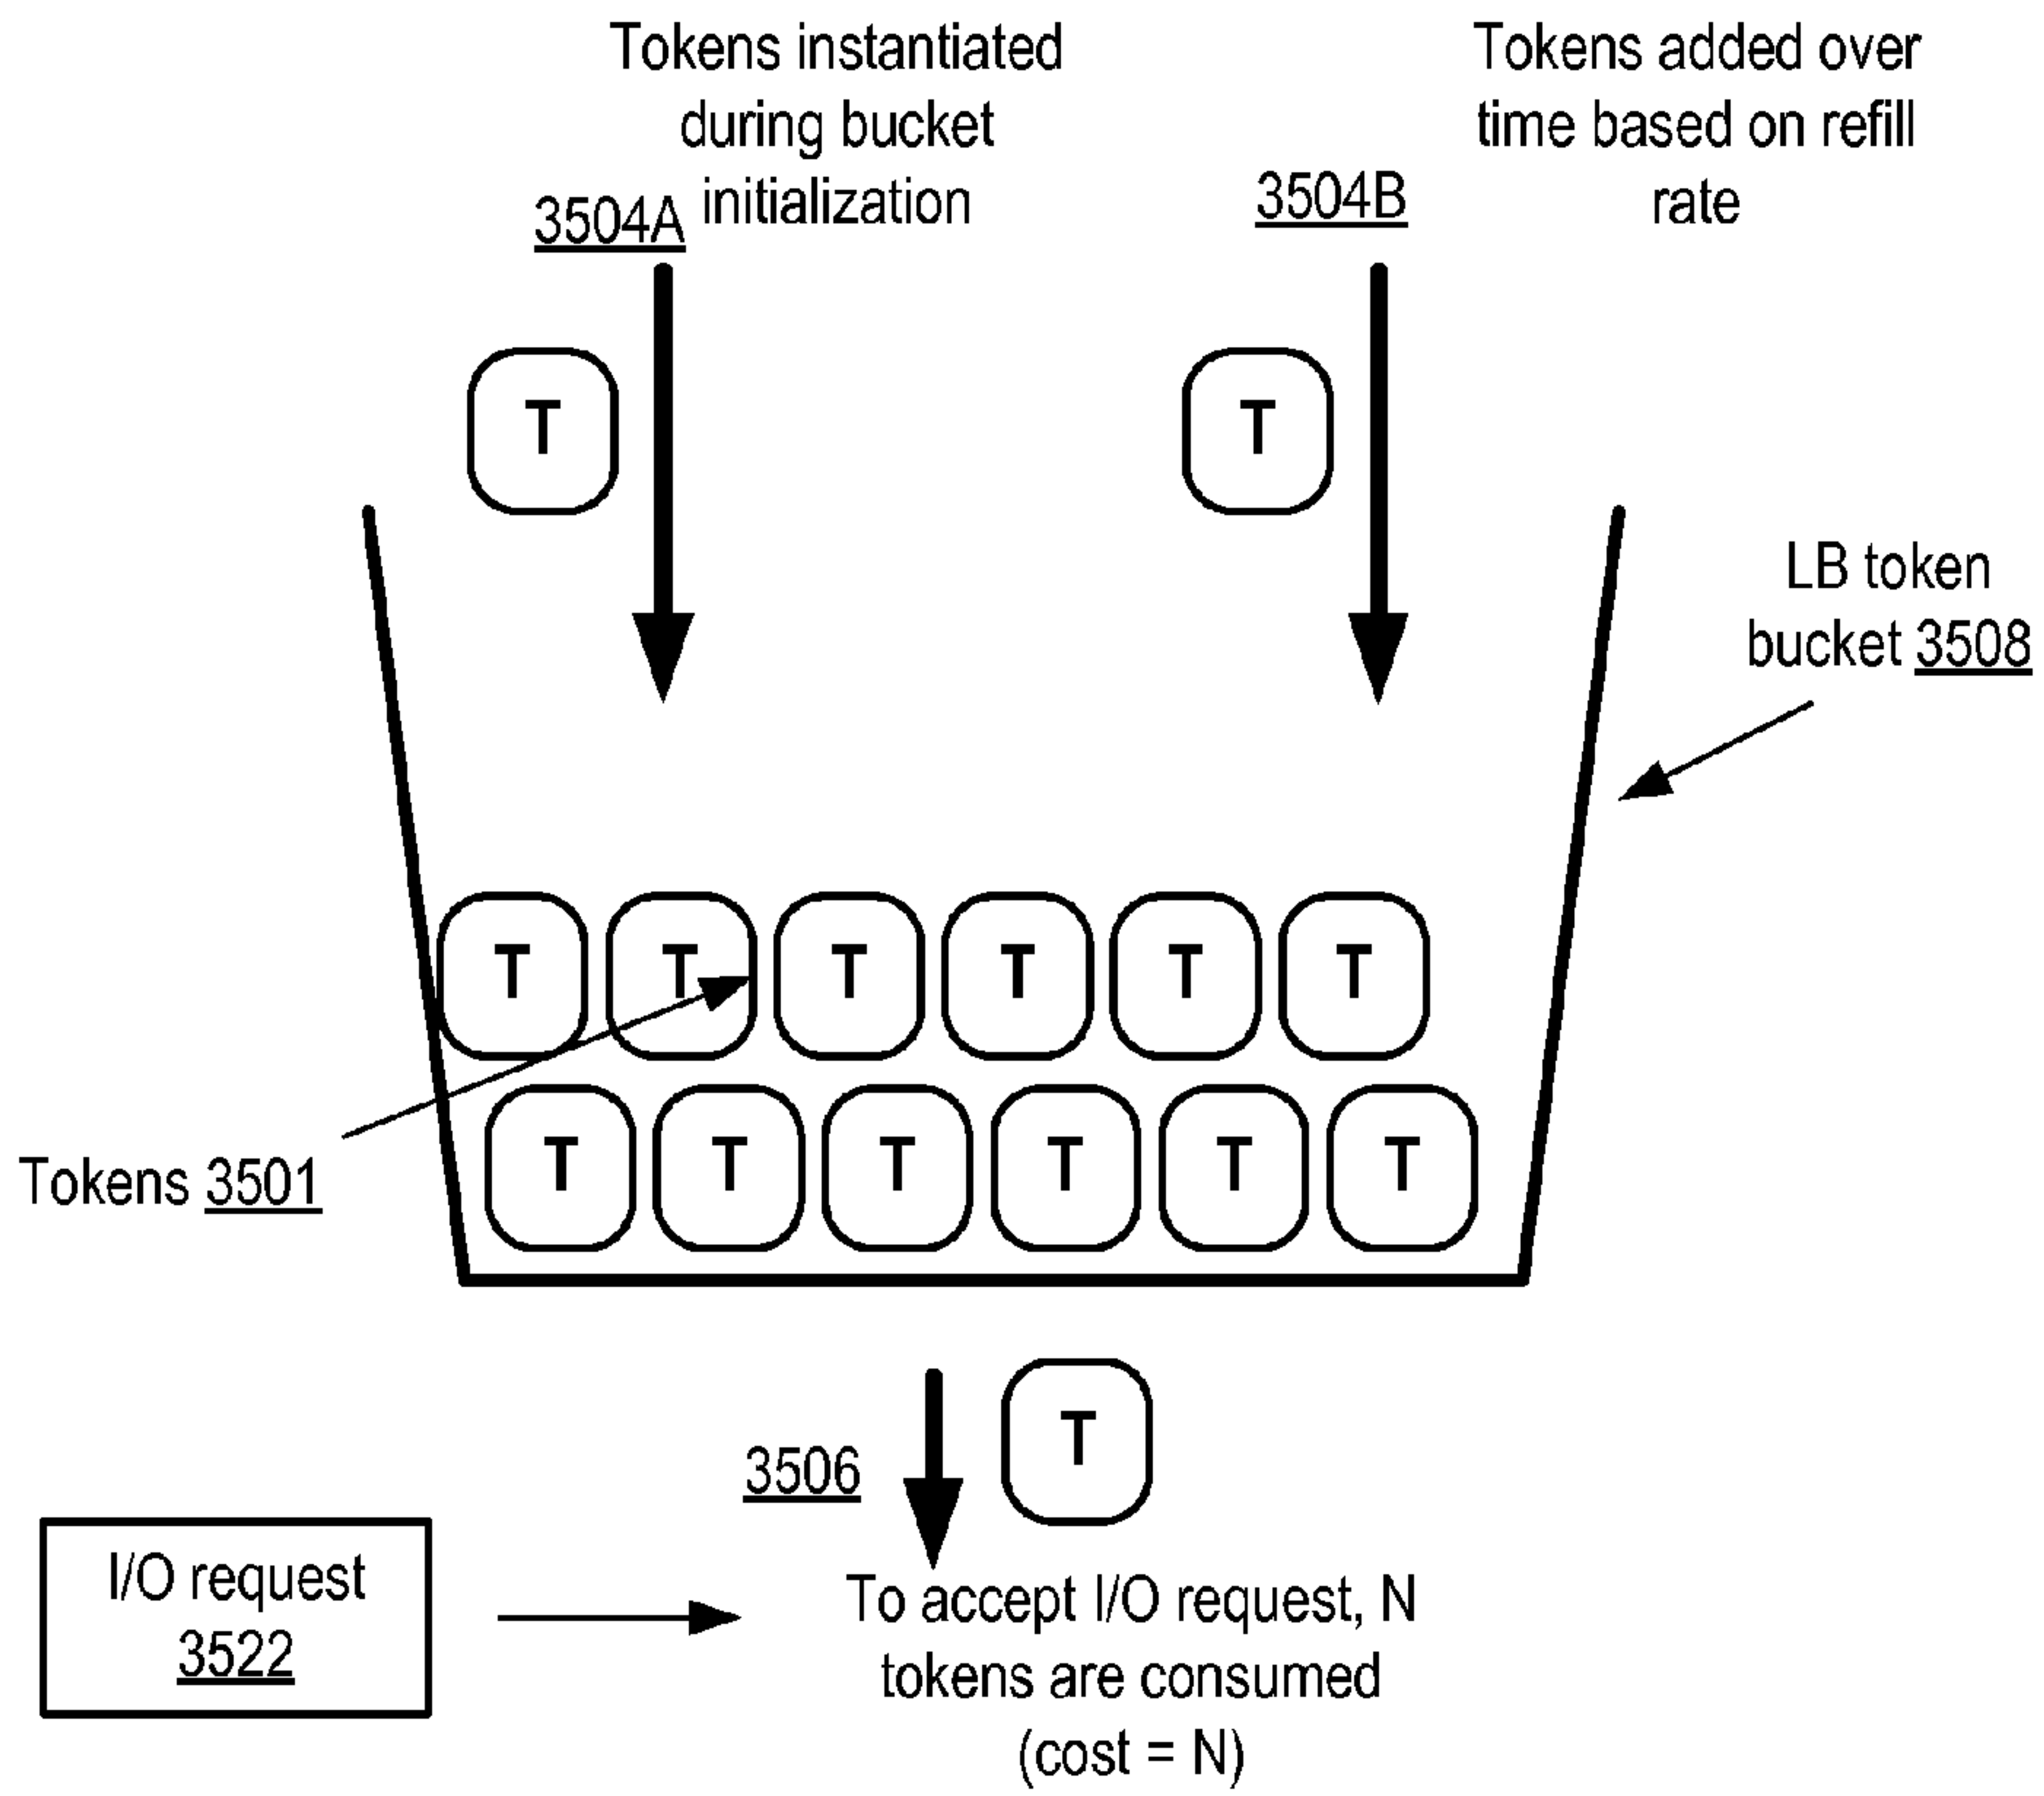 Tokens instantiated
during bucket
initialization
3504A
Tokens added over
time based on refill
rate
3504B
T
T
LB token
bucket 3508
T T T T T T
T T T T T T
Tokens 3501
3506
T
I/O request
3522
To accept I/O request, N
tokens are consumed
(cost = N)